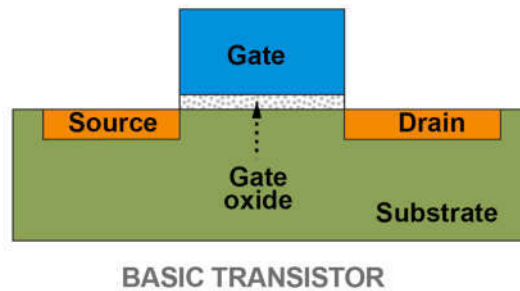 Gate
Source
Drain
Gate
oxide
Substrate
BASIC TRANSISTOR